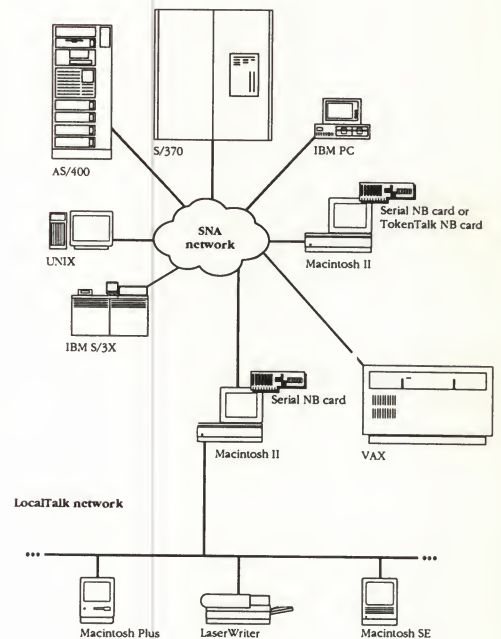 AS/400
S/370
IBM PC
SNA
network
Serial NB card or
TokenTalk NB card
Macintosh II
UNIX
IBM S/3X
Serial NB card
Macintosh II
VAX
LocalTalk network
Macintosh Plus
LaserWriter
Macintosh SE